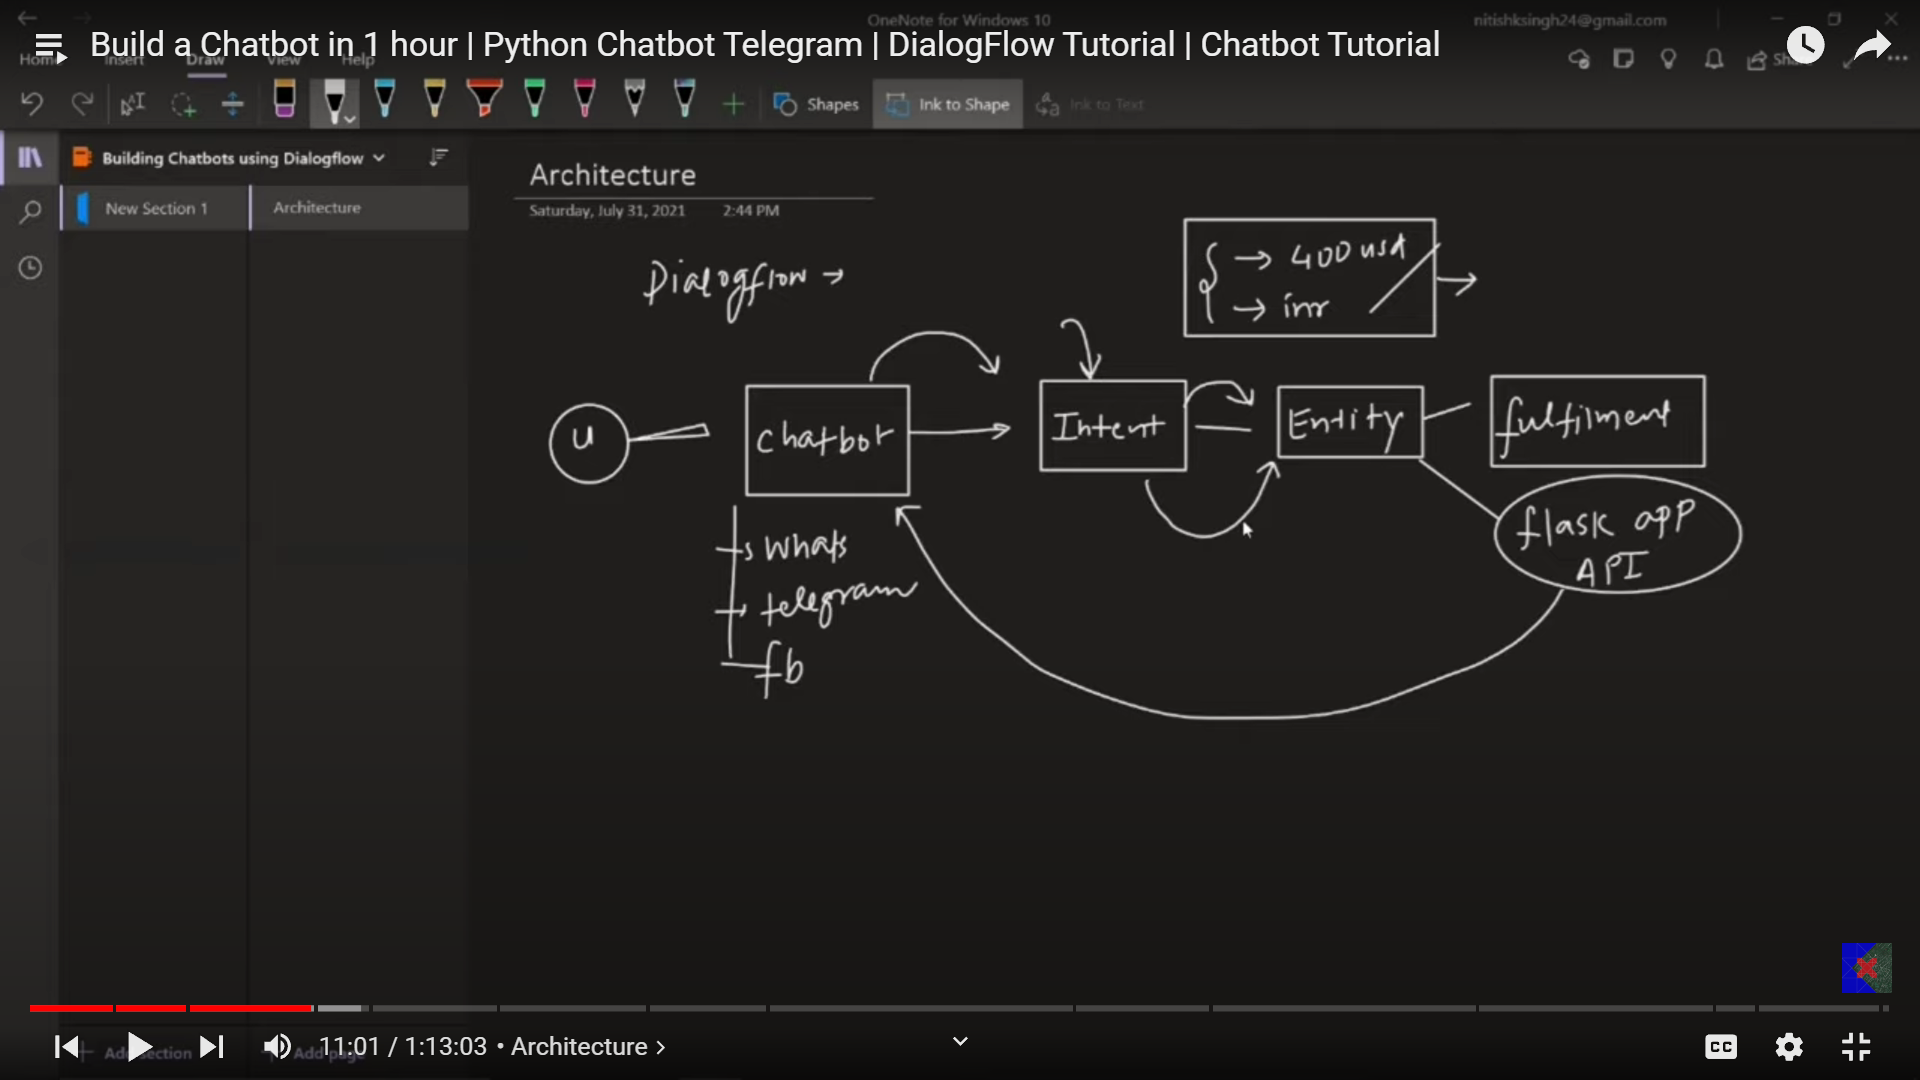 OneNote for Windows 10
nitishksingh24@gmail.com
Build a Chatbot in 1 hour | Python Chatbot Telegram | DialogFlow Tutorial | Chatbot Tutorial
Home Insert Draw View Help
Shapes Ink to Shape Ink to Text
Building Chatbots using Dialogflow
New Section 1
Architecture
Architecture
Saturday, July 31, 2021 2:44 PM
Dialogflow →
→ 400 usd
→ inr
u
Chatbot
Intent
Entity
fulfilment
flask app
API
whats
telegram
fb
Add section
Add page
11:01 / 1:13:03 • Architecture
CC